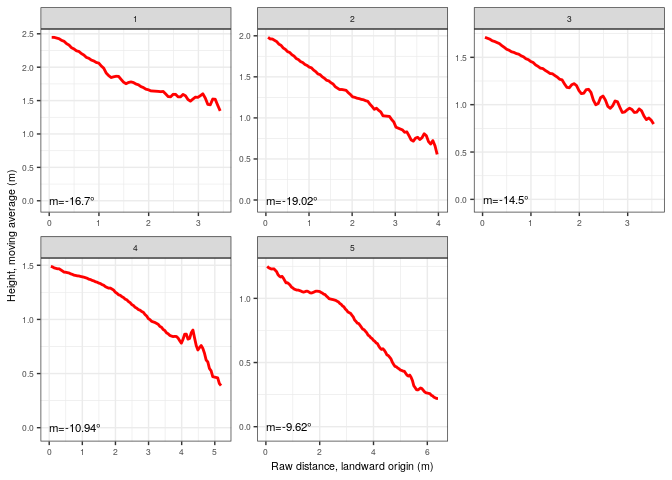 1
2
3
2.5
2.0
1.5
1.0
0.5
0.0
m=-16.7°
0 1 2 3
2.0
1.5
1.0
0.5
0.0
m=-19.02°
0 1 2 3 4
1.5
1.0
0.5
0.0
m=-14.5°
0 1 2 3
Height, moving average (m)
4
5
1.5
1.0
0.5
0.0
m=-10.94°
0 1 2 3 4 5
1.0
0.5
0.0
m=-9.62°
0 2 4 6
Raw distance, landward origin (m)